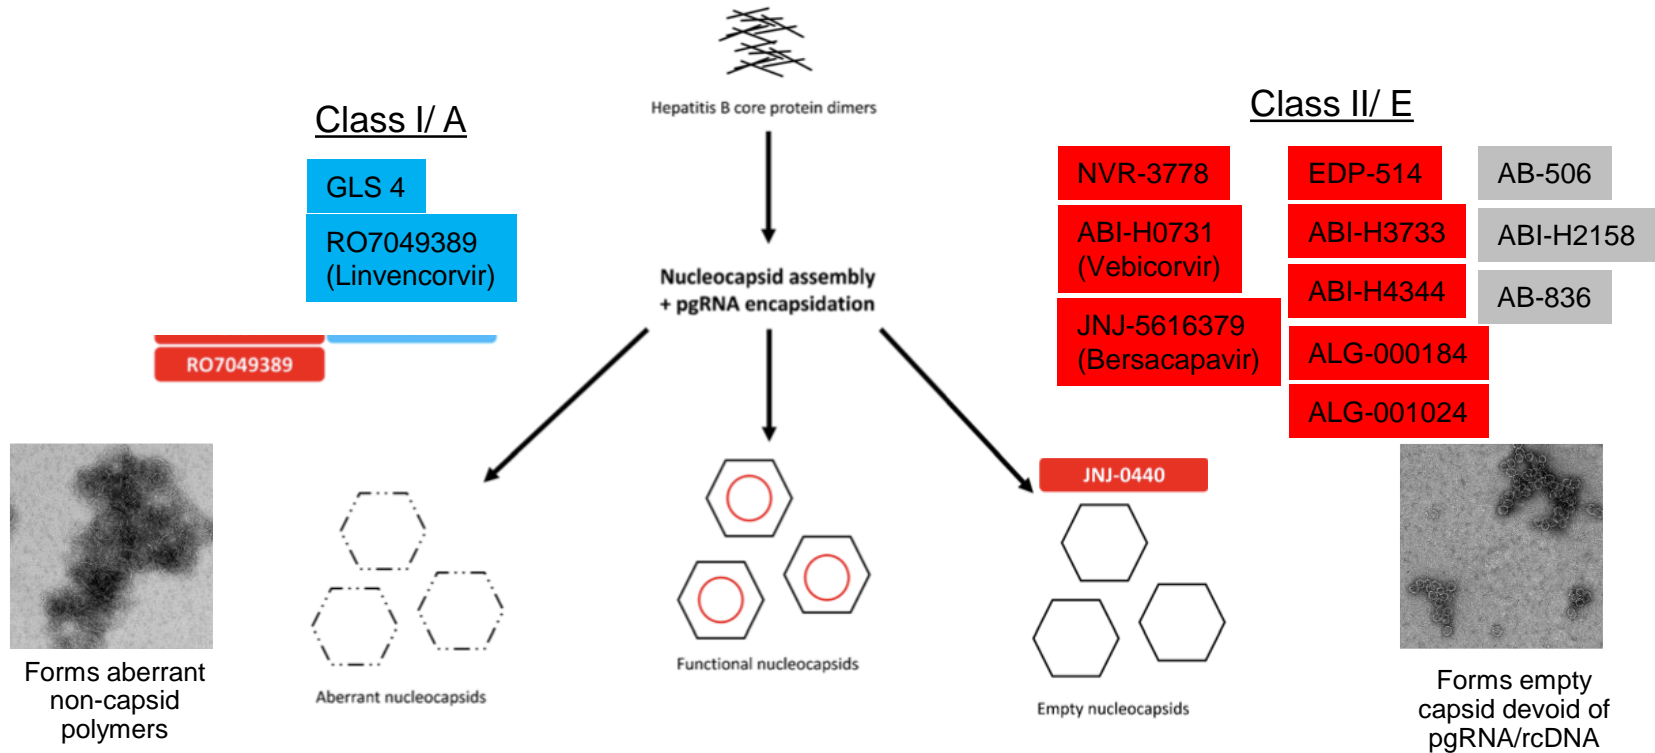 Hepatitis B core protein dimers
Class I/ A
GLS 4
RO7049389
(Linvencorvir)
RO7049389
Nucleocapsid assembly
+ pgRNA encapsidation
Class II/ E
NVR-3778
ABI-H0731
(Vebicorvir)
JNJ-5616379
(Bersacapavir)
EDP-514
ABI-H3733
ABI-H4344
ALG-000184
ALG-001024
AB-506
ABI-H2158
AB-836
JNJ-0440
Forms aberrant
non-capsid
polymers
Aberrant nucleocapsids
Functional nucleocapsids
Empty nucleocapsids
Forms empty
capsid devoid of
pgRNA/rcDNA